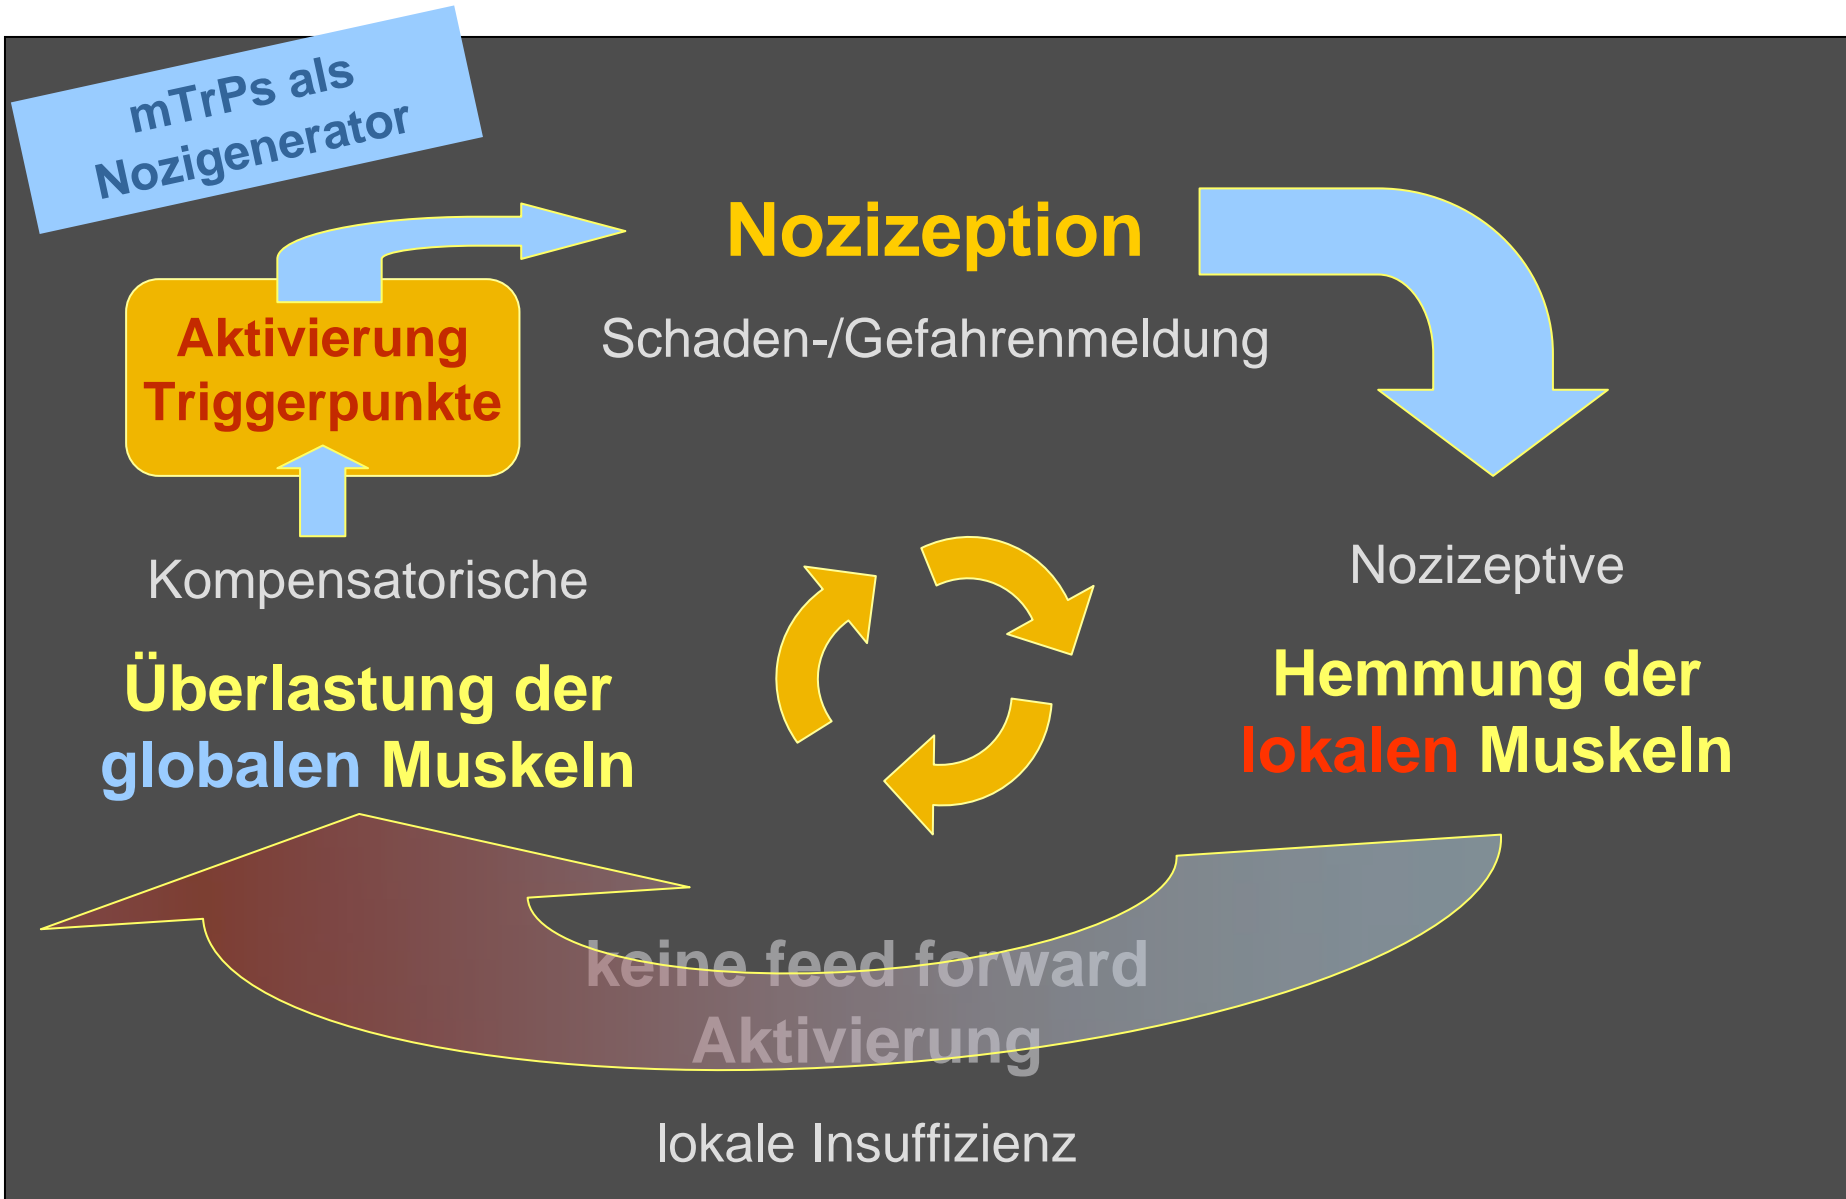 mTrPs als
Nozigenerator
Nozizeption
Schaden-/Gefahrenmeldung
Aktivierung
Triggerpunkte
Kompensatorische
Überlastung der
globalen Muskeln
Nozizeptive
Hemmung der
lokalen Muskeln
keine feed forward
Aktivierung
lokale Insuffizienz